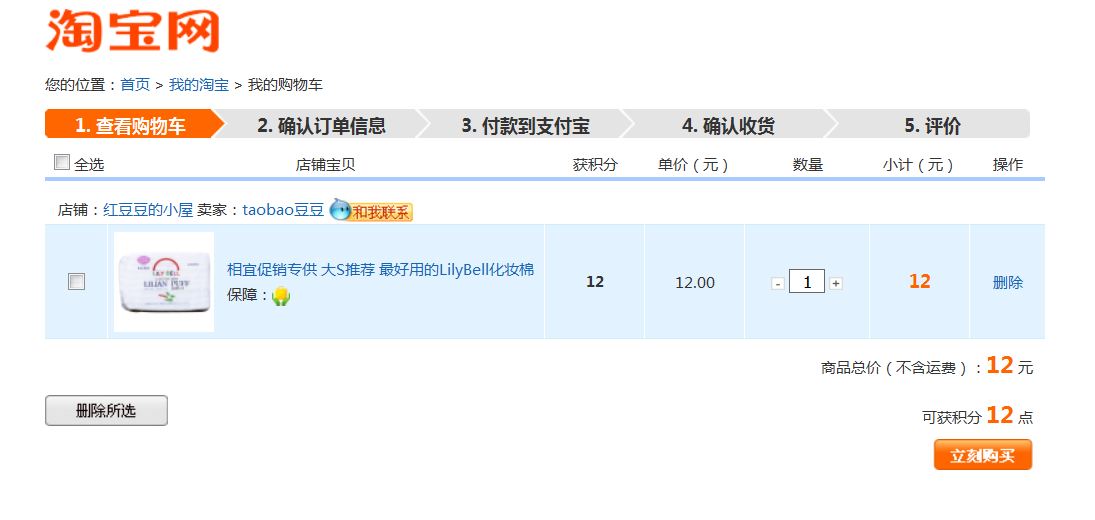 淘宝网
您的位置：首页 > 我的淘宝 > 我的购物车
1. 查看购物车 2. 确认订单信息 3. 付款到支付宝 4. 确认收货 5. 评价
全选 店铺宝贝 获积分 单价（元） 数量 小计（元） 操作
店铺：红豆豆的小屋 卖家：taobao豆豆 和我联系
LILY BELL
LILIAN PUFF
相宜促销专供 大S推荐 最好用的LilyBell化妆棉
保障：
12 12.00 - 1 + 12 删除
商品总价（不含运费）：12 元
删除所选
可获积分 12 点
立刻购买